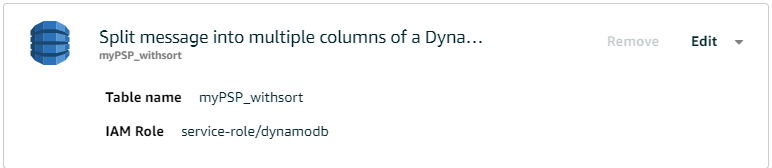 Split message into multiple columns of a Dyna...
myPSP_withsort
Remove
Edit
Table name myPSP_withsort
IAM Role service-role/dynamodb